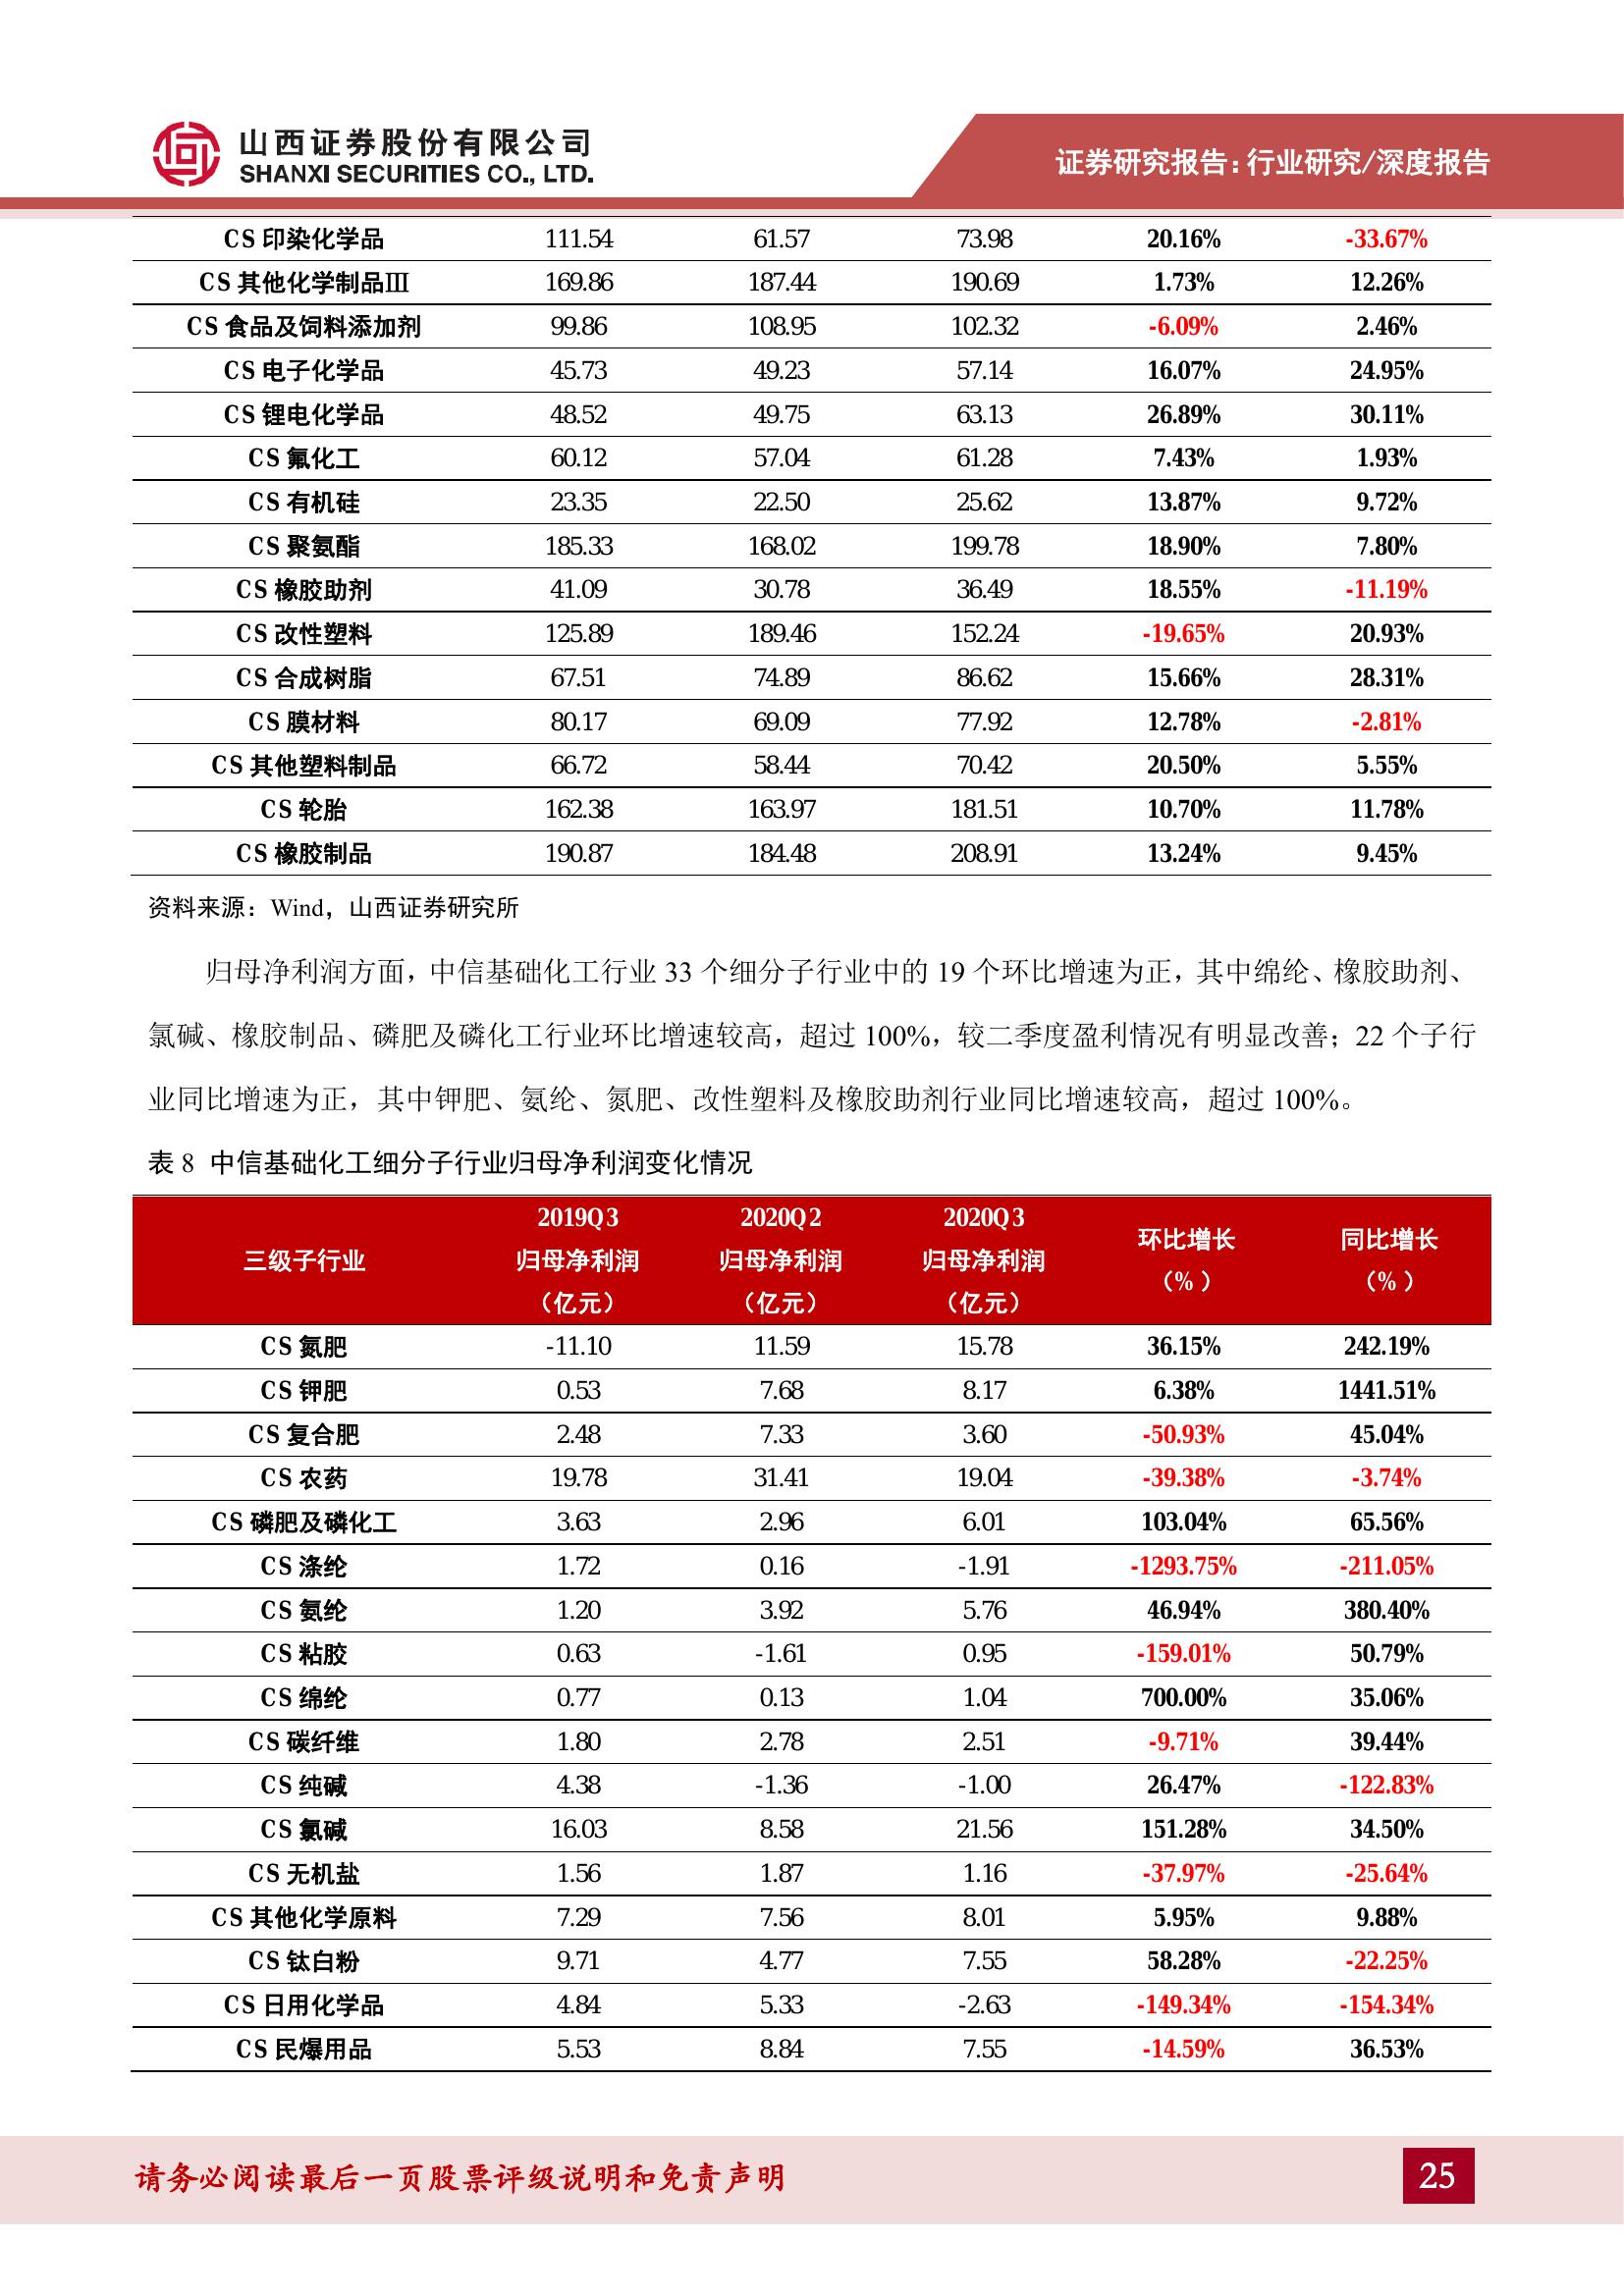 山西证券股份有限公司
SHANXI SECURITIES CO., LTD.
证券研究报告：行业研究/深度报告
CS 印染化学品 111.54 61.57 73.98 20.16% -33.67%
CS 其他化学制品Ⅲ 169.86 187.44 190.69 1.73% 12.26%
CS 食品及饲料添加剂 99.86 108.95 102.32 -6.09% 2.46%
CS 电子化学品 45.73 49.23 57.14 16.07% 24.95%
CS 锂电化学品 48.52 49.75 63.13 26.89% 30.11%
CS 氟化工 60.12 57.04 61.28 7.43% 1.93%
CS 有机硅 23.35 22.50 25.62 13.87% 9.72%
CS 聚氨酯 185.33 168.02 199.78 18.90% 7.80%
CS 橡胶助剂 41.09 30.78 36.49 18.55% -11.19%
CS 改性塑料 125.89 189.46 152.24 -19.65% 20.93%
CS 合成树脂 67.51 74.89 86.62 15.66% 28.31%
CS 膜材料 80.17 69.09 77.92 12.78% -2.81%
CS 其他塑料制品 66.72 58.44 70.42 20.50% 5.55%
CS 轮胎 162.38 163.97 181.51 10.70% 11.78%
CS 橡胶制品 190.87 184.48 208.91 13.24% 9.45%
资料来源：Wind，山西证券研究所
归母净利润方面，中信基础化工行业 33 个细分子行业中的 19 个环比增速为正，其中绵纶、橡胶助剂、
氯碱、橡胶制品、磷肥及磷化工行业环比增速较高，超过 100%，较二季度盈利情况有明显改善；22 个子行
业同比增速为正，其中钾肥、氨纶、氮肥、改性塑料及橡胶助剂行业同比增速较高，超过 100%。
表 8 中信基础化工细分子行业归母净利润变化情况
三级子行业 2019Q3 归母净利润（亿元） 2020Q2 归母净利润（亿元） 2020Q3 归母净利润（亿元） 环比增长（%） 同比增长（%）
CS 氮肥 -11.10 11.59 15.78 36.15% 242.19%
CS 钾肥 0.53 7.68 8.17 6.38% 1441.51%
CS 复合肥 2.48 7.33 3.60 -50.93% 45.04%
CS 农药 19.78 31.41 19.04 -39.38% -3.74%
CS 磷肥及磷化工 3.63 2.96 6.01 103.04% 65.56%
CS 涤纶 1.72 0.16 -1.91 -1293.75% -211.05%
CS 氨纶 1.20 3.92 5.76 46.94% 380.40%
CS 粘胶 0.63 -1.61 0.95 -159.01% 50.79%
CS 绵纶 0.77 0.13 1.04 700.00% 35.06%
CS 碳纤维 1.80 2.78 2.51 -9.71% 39.44%
CS 纯碱 4.38 -1.36 -1.00 26.47% -122.83%
CS 氯碱 16.03 8.58 21.56 151.28% 34.50%
CS 无机盐 1.56 1.87 1.16 -37.97% -25.64%
CS 其他化学原料 7.29 7.56 8.01 5.95% 9.88%
CS 钛白粉 9.71 4.77 7.55 58.28% -22.25%
CS 日用化学品 4.84 5.33 -2.63 -149.34% -154.34%
CS 民爆用品 5.53 8.84 7.55 -14.59% 36.53%
请务必阅读最后一页股票评级说明和免责声明
25